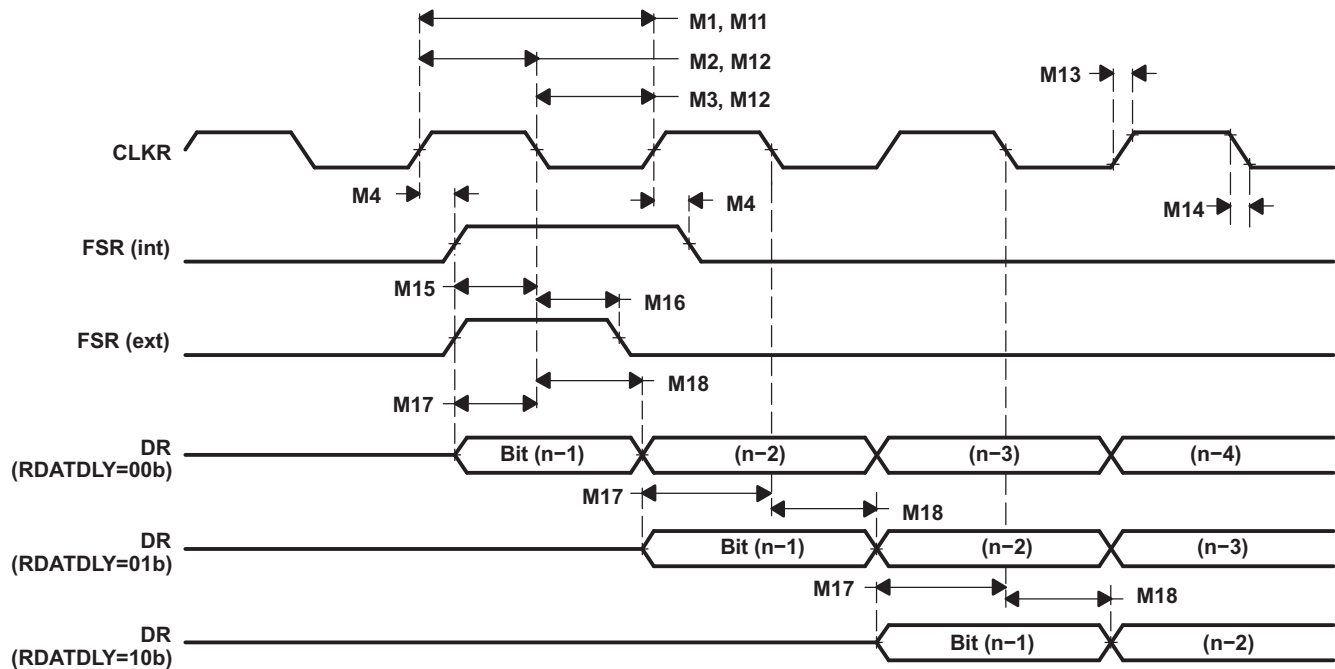 M1, M11
M2, M12
M13
M3, M12
CLKR
M4
M4
M14
FSR (int)
M15
M16
FSR (ext)
M18
M17
DR
(RDATDLY=00b)
Bit (n−1)
(n−2)
(n−3)
(n−4)
M17
M18
DR
(RDATDLY=01b)
Bit (n−1)
(n−2)
(n−3)
M17
M18
DR
(RDATDLY=10b)
Bit (n−1)
(n−2)